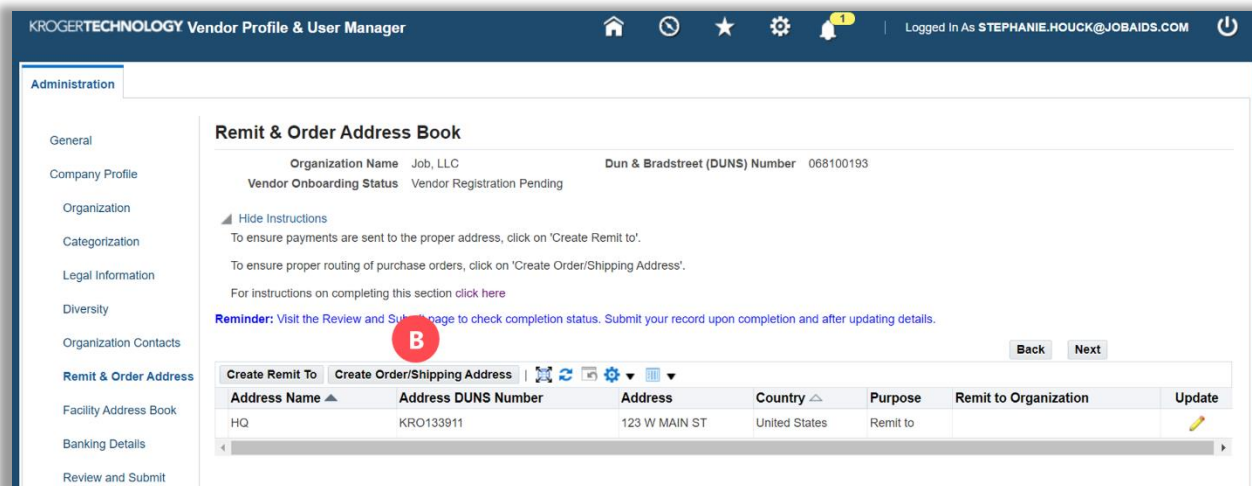 KROGERTECHNOLOGY. Vendor Profile & User Manager
1
Logged In As STEPHANIE.HOUCK@JOBAIDS.COM
Administration
General
Company Profile
Organization
Categorization
Legal Information
Diversity
Organization Contacts
Remit & Order Address
Facility Address Book
Banking Details
Review and Submit
Remit & Order Address Book
Organization Name Job, LLC Dun & Bradstreet (DUNS) Number 068100193
Vendor Onboarding Status Vendor Registration Pending
Hide Instructions
To ensure payments are sent to the proper address, click on 'Create Remit to'.
To ensure proper routing of purchase orders, click on 'Create Order/Shipping Address'.
For instructions on completing this section click here
Reminder: Visit the Review and Submit page to check completion status. Submit your record upon completion and after updating details.
B
Back Next
Create Remit To Create Order/Shipping Address
Address Name Address DUNS Number Address Country Purpose Remit to Organization Update
HQ KRO133911 123 W MAIN ST United States Remit to